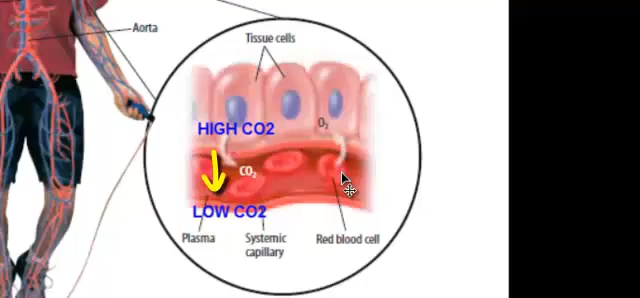 Aorta
Tissue cells
O2
HIGH CO2
CO2
LOW CO2
Plasma
Systemic
capillary
Red blood cell